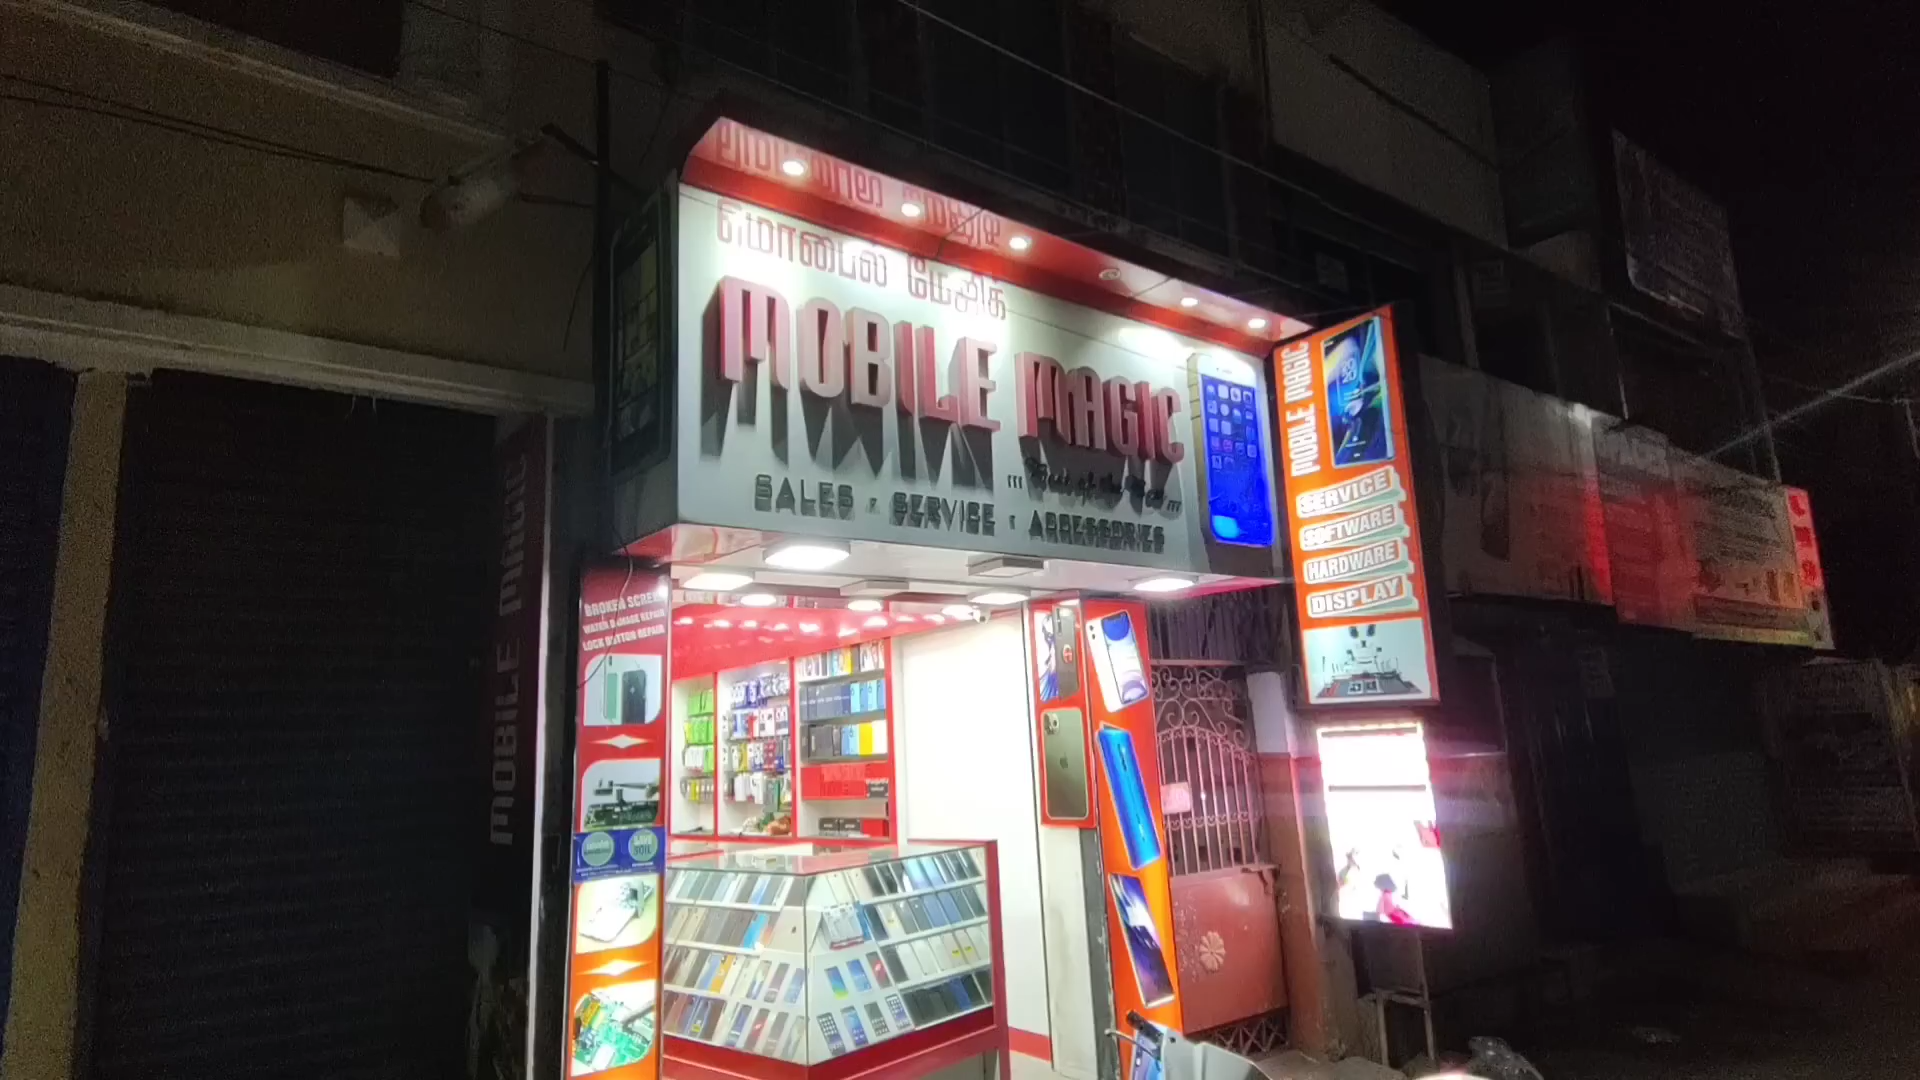 மொபைல் மேஜிக்
MOBILE MAGIC
SALES * SERVICE * ACCESSORIES
MOBILE MAGIC
SERVICE
SOFTWARE
HARDWARE
DISPLAY
BROKEN SCREEN
WATER DAMAGE REPAIR
LOCK BUTTON REPAIR
MOBILE MAGIC